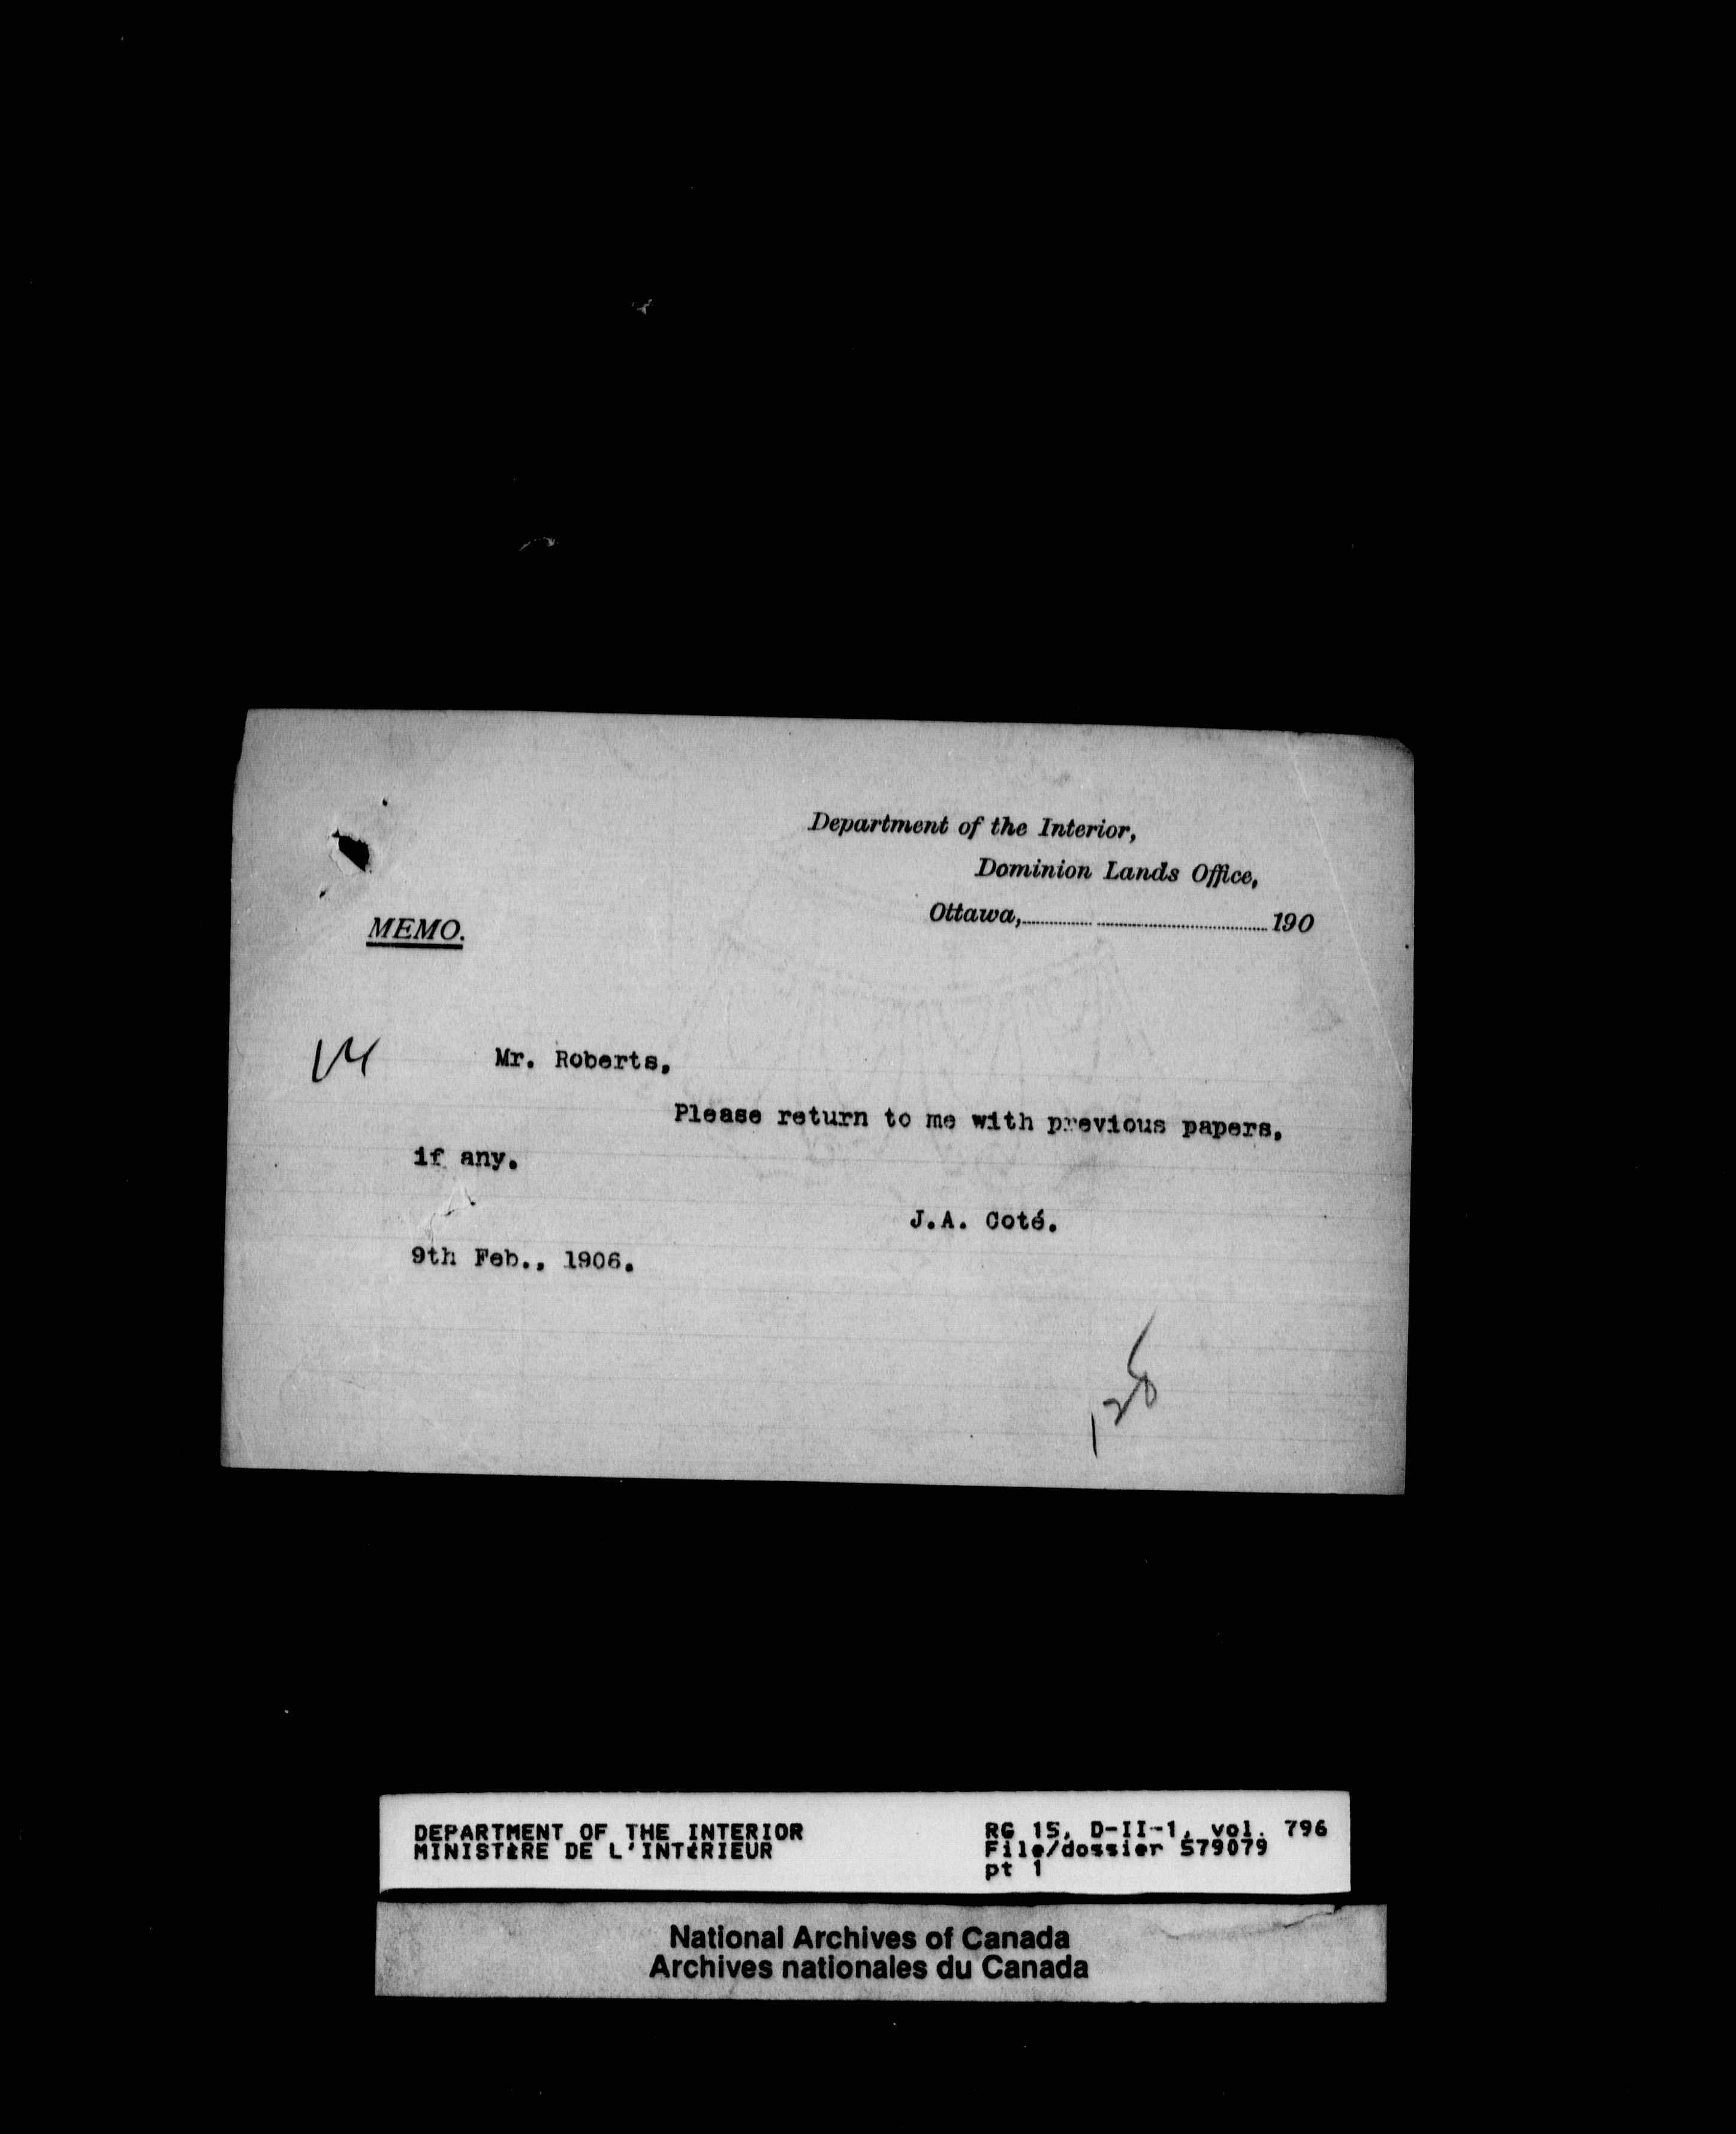 Department of the Interior,
Dominion Lands Office,
Ottawa, 190
MEMO.
Mr. Roberts,
Please return to me with previous papers,
if any.
J.A. Coté.
9th Feb., 1906.
128
DEPARTMENT OF THE INTERIOR
MINISTÈRE DE L'INTÉRIEUR
RG 15, D-II-1, vol. 796
File/dossier 579079
pt 1
National Archives of Canada
Archives nationales du Canada